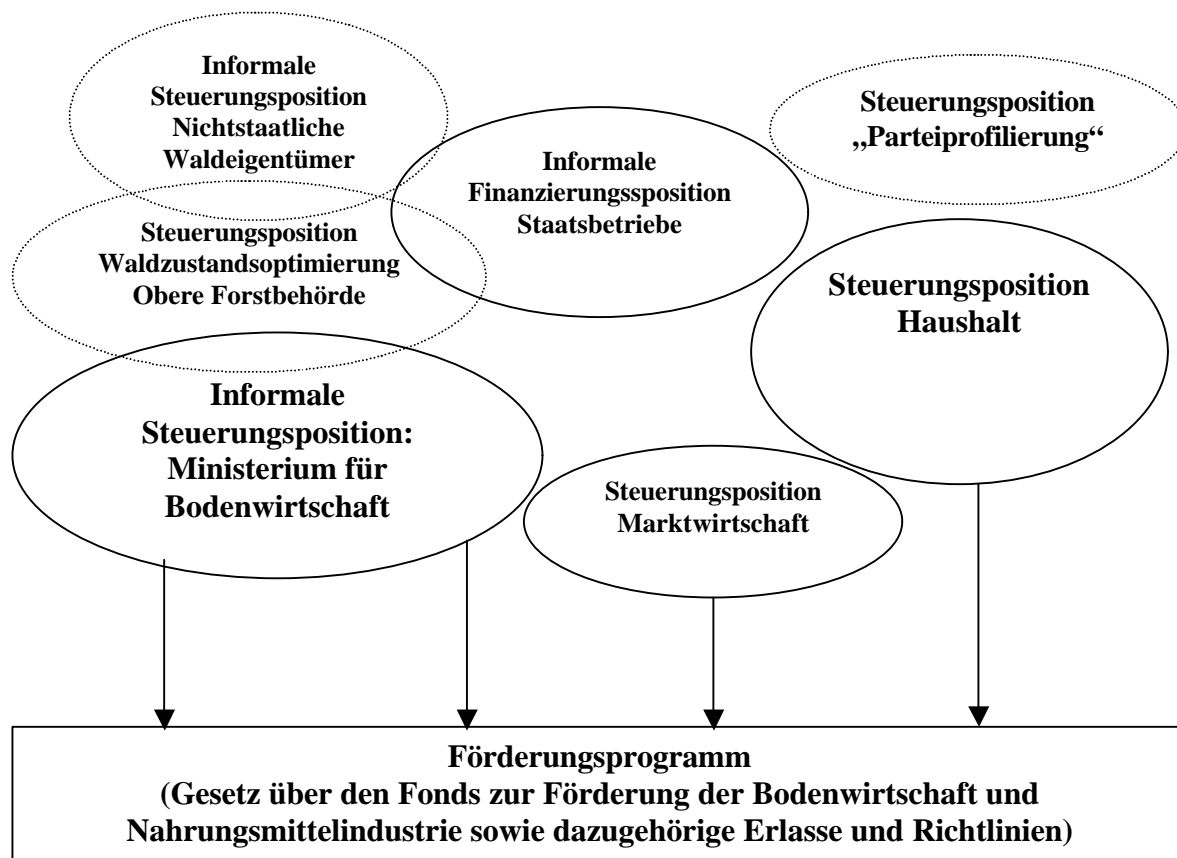 Informale
Steuerungsposition
Nichtstaatliche
Waldeigentümer
Steuerungsposition
„Parteiprofilierung“
Informale
Finanzierungssposition
Staatsbetriebe
Steuerungsposition
Waldzustandsoptimierung
Obere Forstbehörde
Steuerungsposition
Haushalt
Informale
Steuerungsposition:
Ministerium für
Bodenwirtschaft
Steuerungsposition
Marktwirtschaft
Förderungsprogramm
(Gesetz über den Fonds zur Förderung der Bodenwirtschaft und
Nahrungsmittelindustrie sowie dazugehörige Erlasse und Richtlinien)